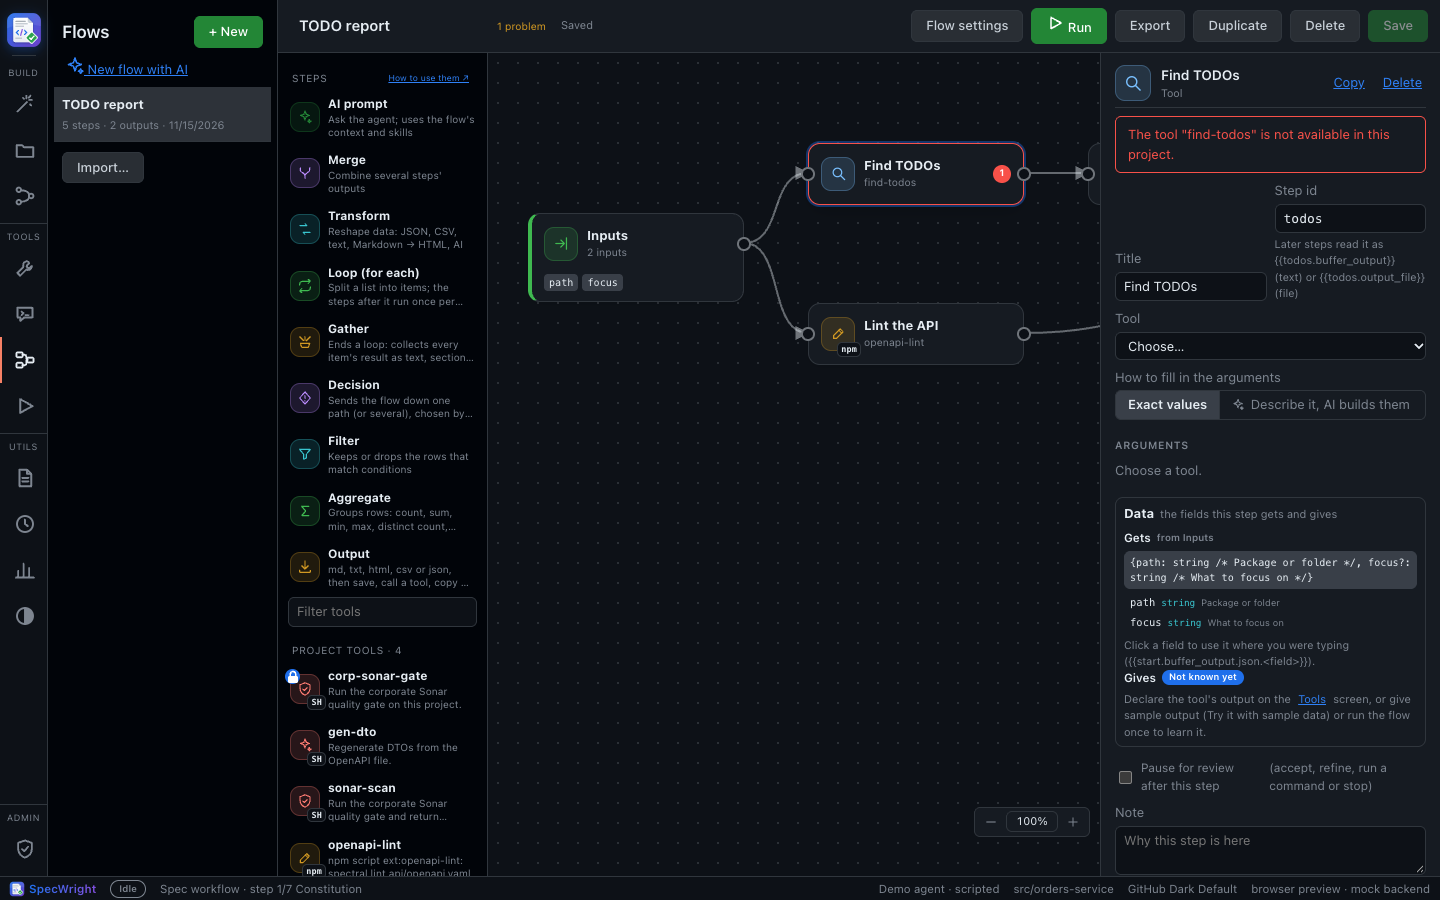 BUILD
TOOLS
UTILS
ADMIN
Flows
+ New
New flow with AI
TODO report
5 steps · 2 outputs · 11/15/2026
Import...
TODO report
1 problem
Saved
Flow settings
Run
Export
Duplicate
Delete
Save
STEPS
How to use them ↗
AI prompt
Ask the agent; uses the flow's
context and skills
Merge
Combine several steps'
outputs
Transform
Reshape data: JSON, CSV,
text, Markdown → HTML, AI
Loop (for each)
Split a list into items; the
steps after it run once per...
Gather
Ends a loop: collects every
item's result as text, section...
Decision
Sends the flow down one
path (or several), chosen by...
Filter
Keeps or drops the rows that
match conditions
Aggregate
Groups rows: count, sum,
min, max, distinct count,...
Output
md, txt, html, csv or json,
then save, call a tool, copy ...
Filter tools
PROJECT TOOLS · 4
corp-sonar-gate
Run the corporate Sonar
quality gate on this project.
SH
gen-dto
Regenerate DTOs from the
OpenAPI file.
SH
sonar-scan
Run the corporate Sonar
quality gate and return...
SH
openapi-lint
npm script ext:openapi-lint:
spectral lint api/openapi.yaml
npm
Inputs
2 inputs
path
focus
Find TODOs
find-todos
1
Lint the API
openapi-lint
npm
100%
Find TODOs
Tool
Copy
Delete
The tool "find-todos" is not available in this
project.
Step id
todos
Later steps read it as
{{todos.buffer_output}}
(text) or {{todos.output_file}}
(file)
Title
Find TODOs
Tool
Choose...
How to fill in the arguments
Exact values
Describe it, AI builds them
ARGUMENTS
Choose a tool.
Data the fields this step gets and gives
Gets from Inputs
{path: string /* Package or folder */, focus?:
string /* What to focus on */}
path string Package or folder
focus string What to focus on
Click a field to use it where you were typing
({{start.buffer_output.json.<field>}}).
Gives Not known yet
Declare the tool's output on the Tools screen, or give
sample output (Try it with sample data) or run the flow
once to learn it.
Pause for review
after this step
(accept, refine, run a
command or stop)
Note
Why this step is here
SpecWright
Idle
Spec workflow · step 1/7 Constitution
Demo agent · scripted
src/orders-service
GitHub Dark Default
browser preview · mock backend